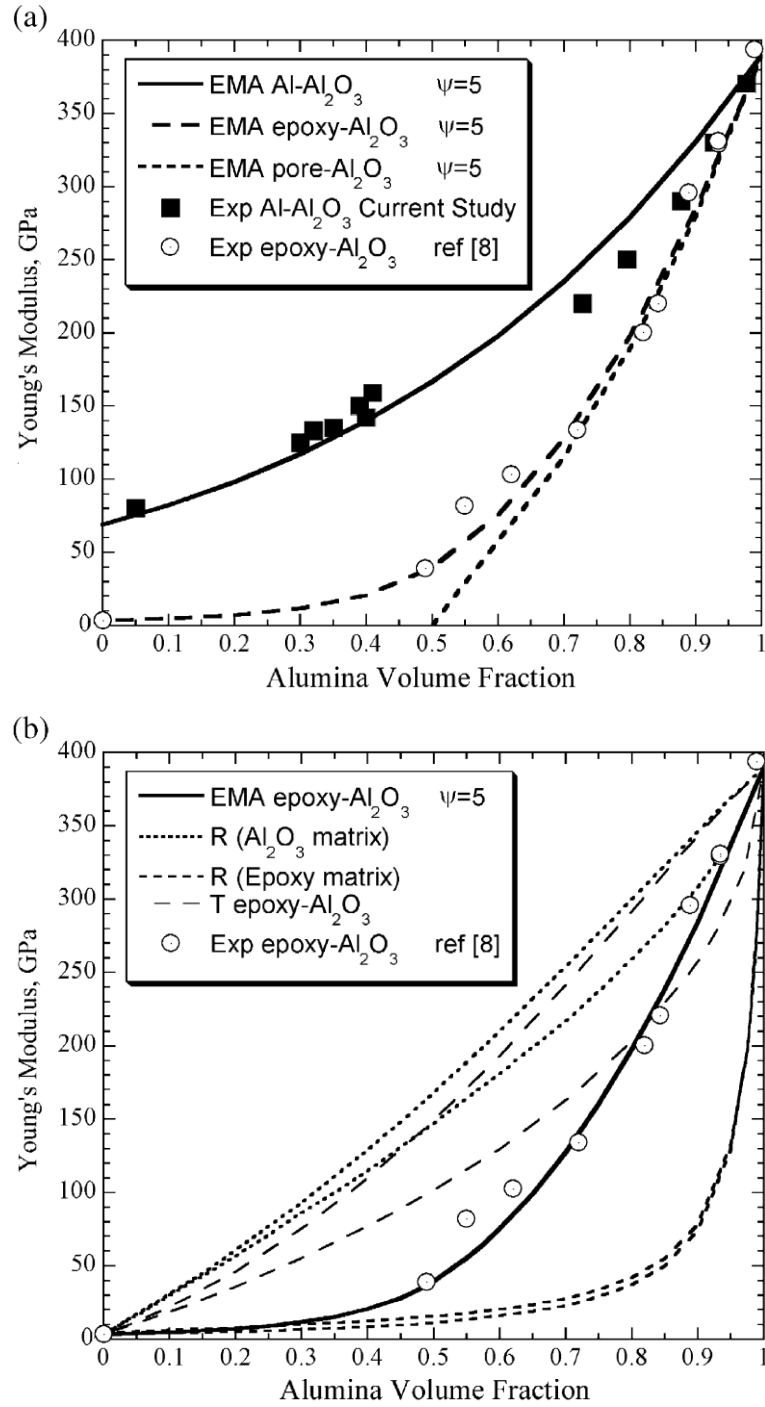 (a)
400
350
300
250
200
150
100
50
0
Young's Modulus, GPa
EMA Al-Al₂O₃ ψ=5
EMA epoxy-Al₂O₃ ψ=5
EMA pore-Al₂O₃ ψ=5
Exp Al-Al₂O₃ Current Study
Exp epoxy-Al₂O₃ ref [8]
0 0.1 0.2 0.3 0.4 0.5 0.6 0.7 0.8 0.9 1
Alumina Volume Fraction
(b)
400
350
300
250
200
150
100
50
0
Young's Modulus, GPa
EMA epoxy-Al₂O₃ ψ=5
R (Al₂O₃ matrix)
R (Epoxy matrix)
T epoxy-Al₂O₃
Exp epoxy-Al₂O₃ ref [8]
0 0.1 0.2 0.3 0.4 0.5 0.6 0.7 0.8 0.9 1
Alumina Volume Fraction